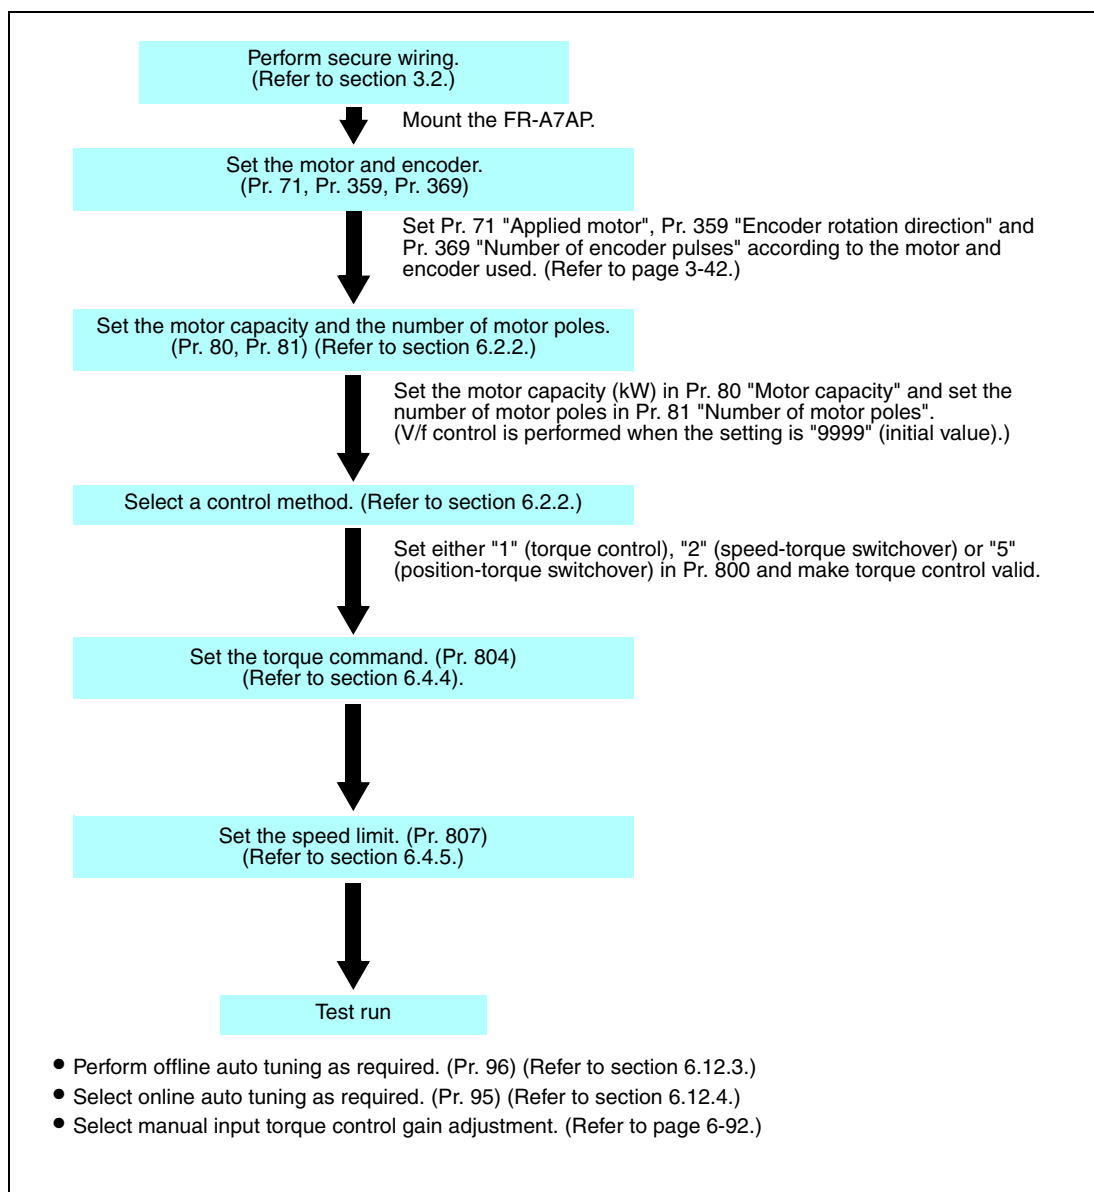 Perform secure wiring.
(Refer to section 3.2.)
Mount the FR-A7AP.
Set the motor and encoder.
(Pr. 71, Pr. 359, Pr. 369)
Set Pr. 71 "Applied motor", Pr. 359 "Encoder rotation direction" and
Pr. 369 "Number of encoder pulses" according to the motor and
encoder used. (Refer to page 3-42.)
Set the motor capacity and the number of motor poles.
(Pr. 80, Pr. 81) (Refer to section 6.2.2.)
Set the motor capacity (kW) in Pr. 80 "Motor capacity" and set the
number of motor poles in Pr. 81 "Number of motor poles".
(V/f control is performed when the setting is "9999" (initial value).)
Select a control method. (Refer to section 6.2.2.)
Set either "1" (torque control), "2" (speed-torque switchover) or "5"
(position-torque switchover) in Pr. 800 and make torque control valid.
Set the torque command. (Pr. 804)
(Refer to section 6.4.4).
Set the speed limit. (Pr. 807)
(Refer to section 6.4.5.)
Test run
• Perform offline auto tuning as required. (Pr. 96) (Refer to section 6.12.3.)
• Select online auto tuning as required. (Pr. 95) (Refer to section 6.12.4.)
• Select manual input torque control gain adjustment. (Refer to page 6-92.)